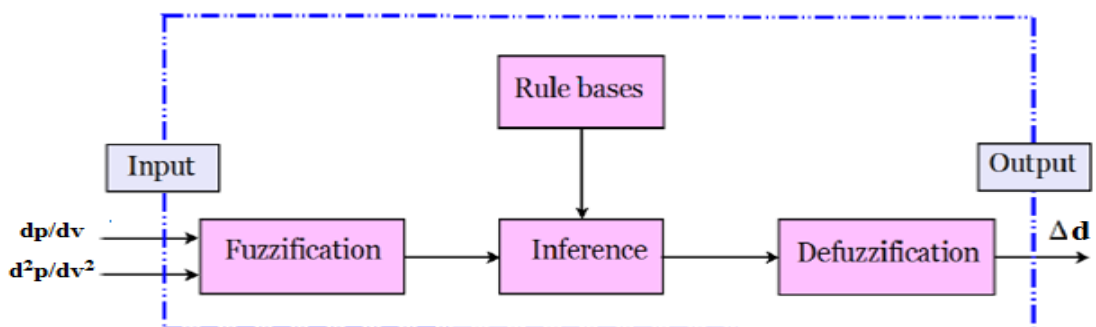 Rule bases
Input
Output
dp/dv
d²p/dv²
Fuzzification
Inference
Defuzzification
Δd